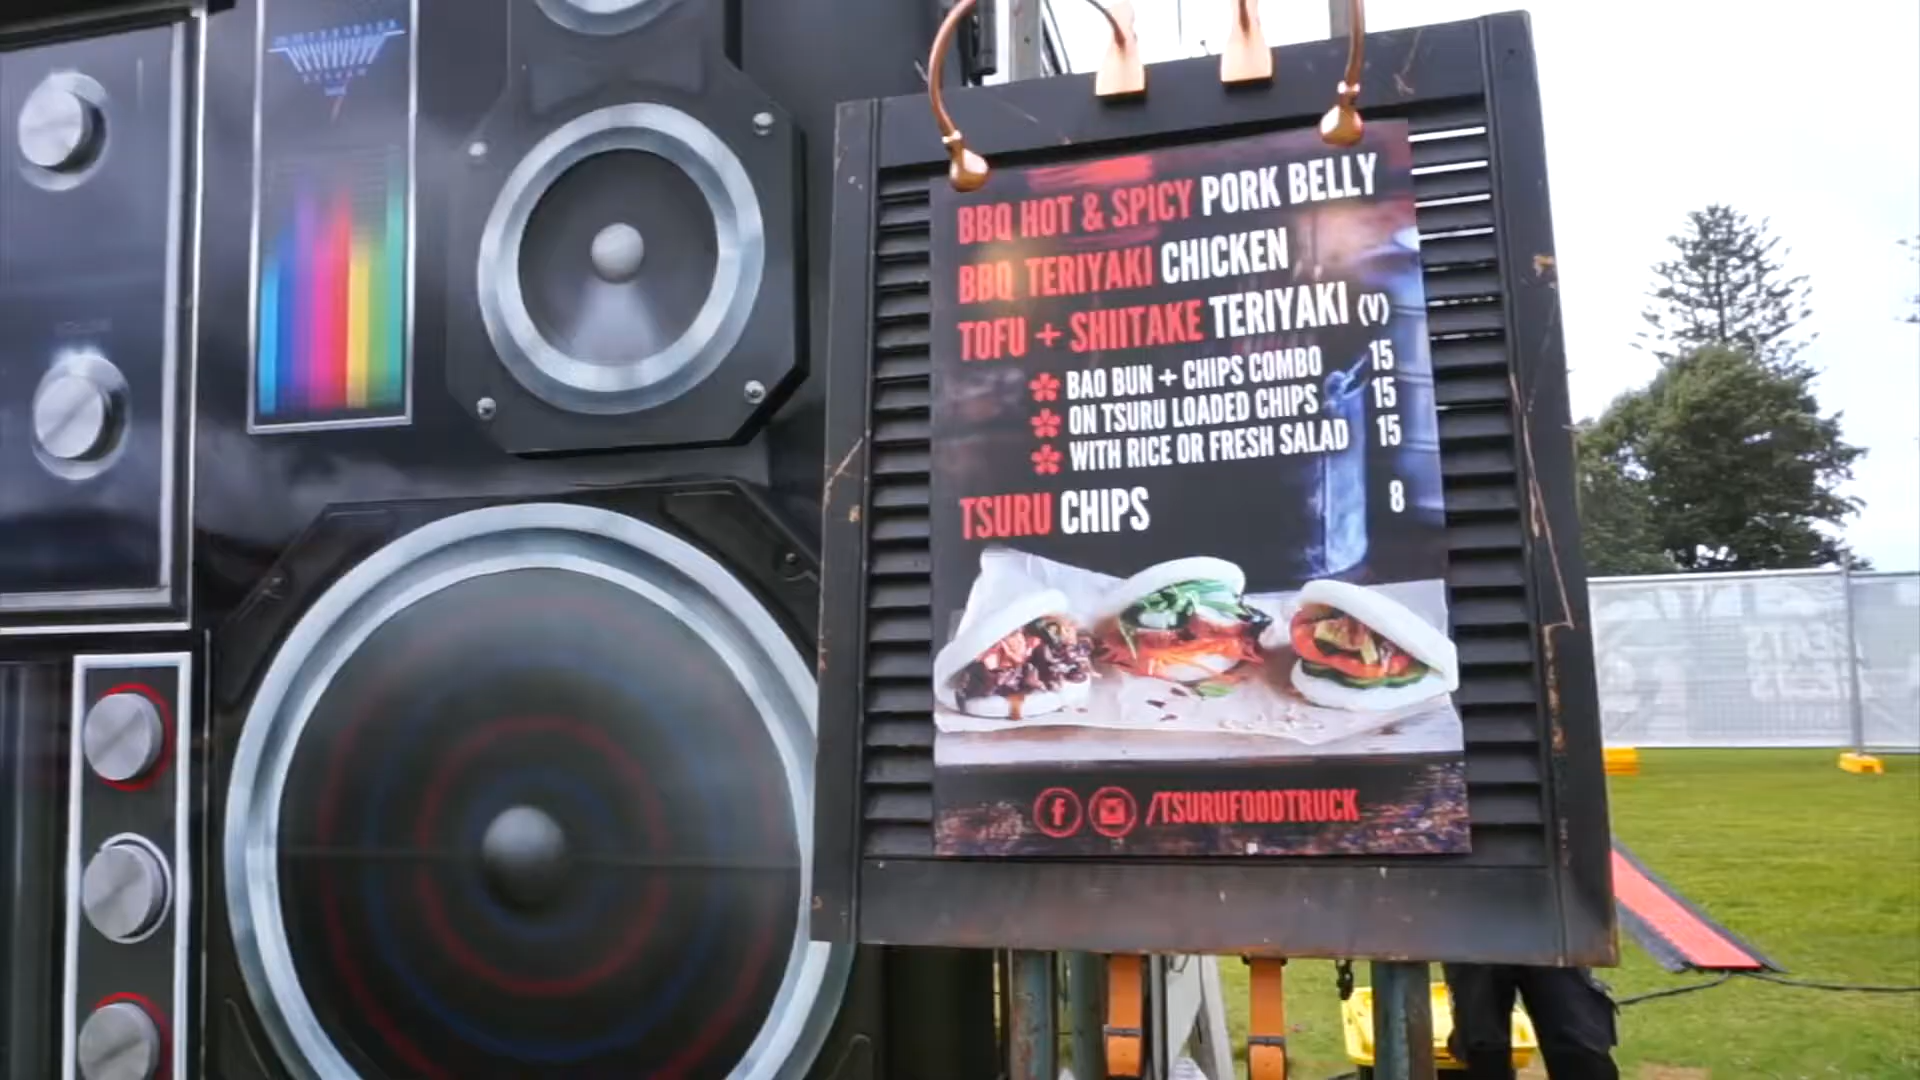 BBQ HOT & SPICY PORK BELLY
BBQ TERIYAKI CHICKEN
TOFU + SHIITAKE TERIYAKI (V)
BAO BUN + CHIPS COMBO 15
ON TSURU LOADED CHIPS 15
WITH RICE OR FRESH SALAD 15
TSURU CHIPS 8
/TSURUFOODTRUCK